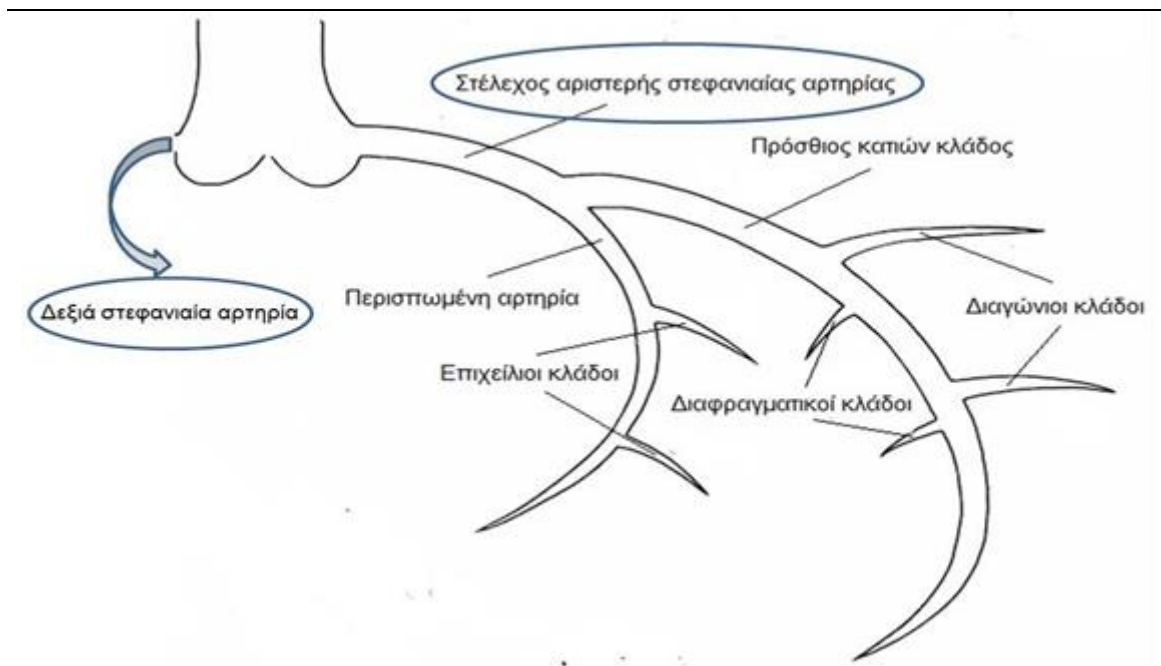 Στέλεχος αριστερής στεφανιαίας αρτηρίας
Πρόσθιος κατιών κλάδος
Περισπωμένη αρτηρία
Δεξιά στεφανιαία αρτηρία
Διαγώνιοι κλάδοι
Επιχείλιοι κλάδοι
Διαφραγματικοί κλάδοι